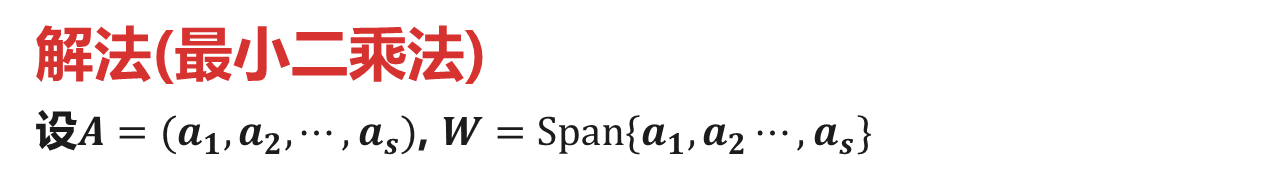 解法(最小二乘法)
设A = (a₁, a₂, ⋯, aₛ), W = Span{a₁, a₂ ⋯, aₛ}